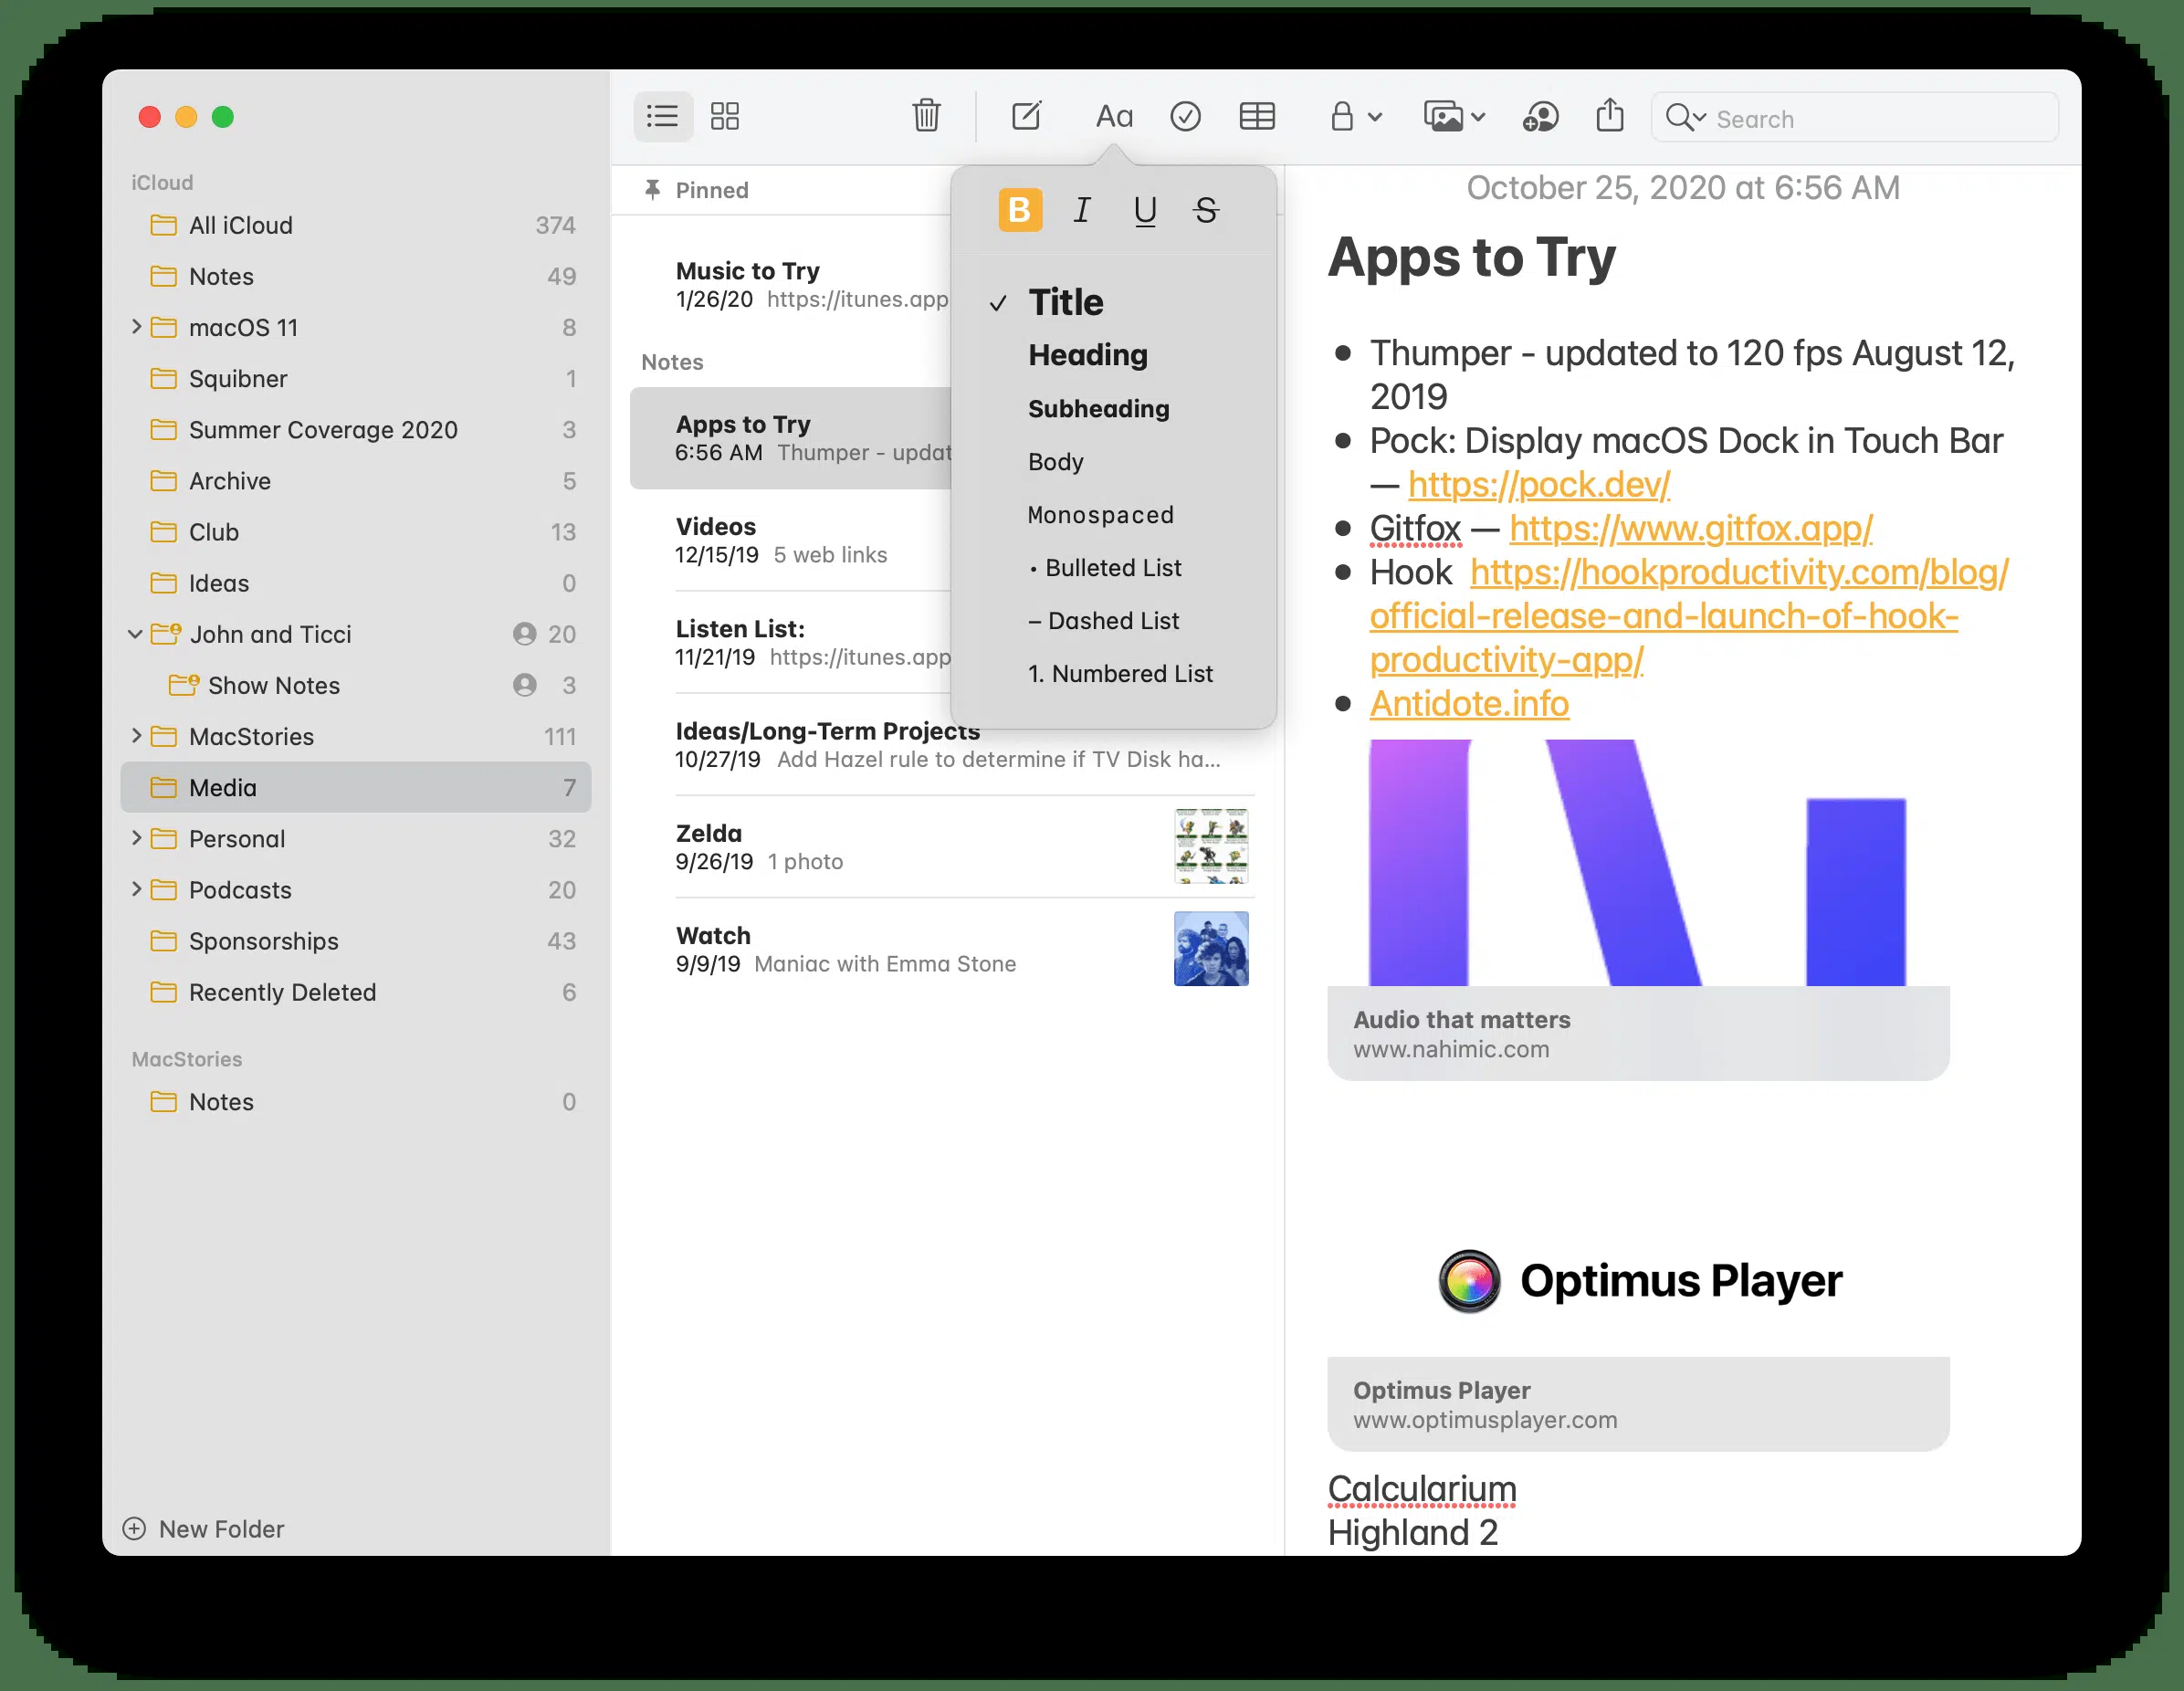 iCloud
All iCloud 374
Notes 49
macOS 11 8
Squibner 1
Summer Coverage 2020 3
Archive 5
Club 13
Ideas 0
John and Ticci 20
Show Notes 3
MacStories 111
Media 7
Personal 32
Podcasts 20
Sponsorships 43
Recently Deleted 6
MacStories
Notes 0
New Folder
Aa
Search
Pinned
Music to Try
1/26/20 https://itunes.app
Notes
Apps to Try
6:56 AM Thumper - updat
Videos
12/15/19 5 web links
Listen List:
11/21/19 https://itunes.app
Ideas/Long-Term Projects
10/27/19 Add Hazel rule to determine if TV Disk ha...
Zelda
9/26/19 1 photo
Watch
9/9/19 Maniac with Emma Stone
B I U S
✓ Title
Heading
Subheading
Body
Monospaced
• Bulleted List
– Dashed List
1. Numbered List
October 25, 2020 at 6:56 AM
Apps to Try
• Thumper - updated to 120 fps August 12,
2019
• Pock: Display macOS Dock in Touch Bar
— https://pock.dev/
• Gitfox — https://www.gitfox.app/
• Hook https://hookproductivity.com/blog/
official-release-and-launch-of-hook-
productivity-app/
• Antidote.info
Audio that matters
www.nahimic.com
Optimus Player
Optimus Player
www.optimusplayer.com
Calcularium
Highland 2